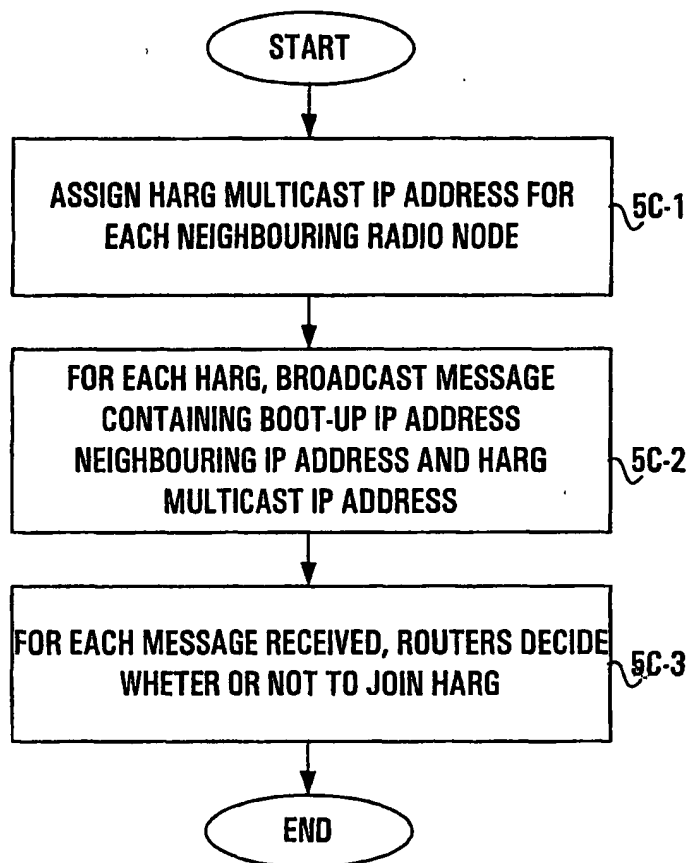 START
ASSIGN HARG MULTICAST IP ADDRESS FOR
EACH NEIGHBOURING RADIO NODE
5C-1
FOR EACH HARG, BROADCAST MESSAGE
CONTAINING BOOT-UP IP ADDRESS
NEIGHBOURING IP ADDRESS AND HARG
MULTICAST IP ADDRESS
5C-2
FOR EACH MESSAGE RECEIVED, ROUTERS DECIDE
WHETER OR NOT TO JOIN HARG
5C-3
END